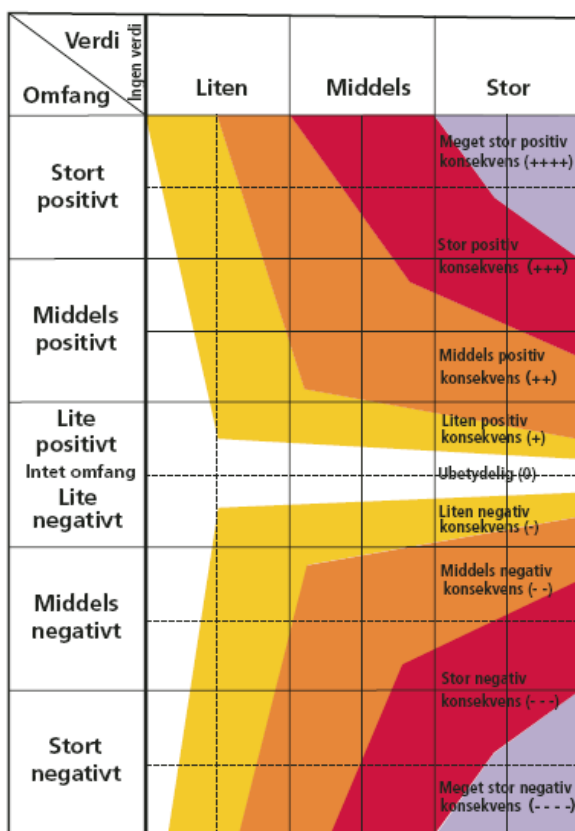 Verdi
Ingen verdi
Omfang
Liten
Middels
Stor
Stort
positivt
Meget stor positiv
konsekvens (++++)
Stor positiv
konsekvens (+++)
Middels
positivt
Middels positiv
konsekvens (++)
Lite
positivt
Liten positiv
konsekvens (+)
Intet omfang
Ubetydelig (0)
Lite
negativt
Liten negativ
konsekvens (-)
Middels
negativt
Middels negativ
konsekvens (- -)
Stor negativ
konsekvens (- - -)
Stort
negativt
Meget stor negativ
konsekvens (- - - -)